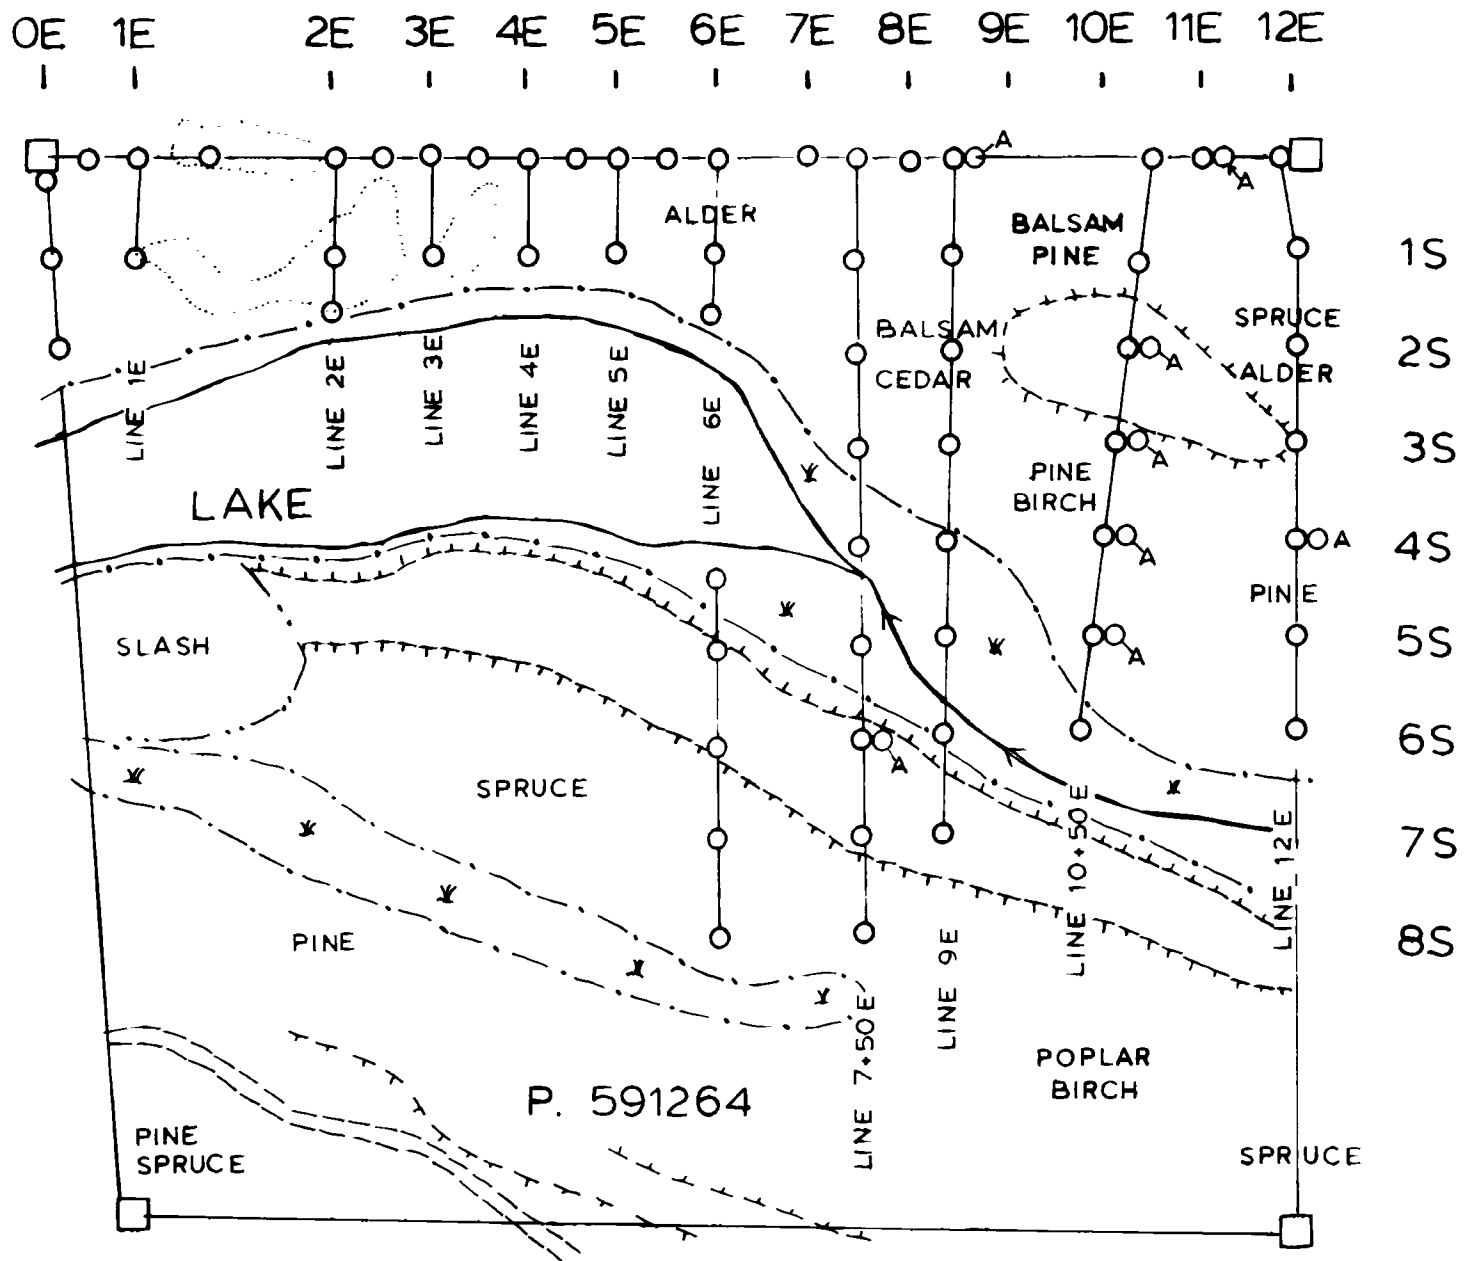 0E 1E 2E 3E 4E 5E 6E 7E 8E 9E 10E 11E 12E
A
A
ALDER
BALSAM
PINE
1S
SPRUCE
BALSAM
CEDAR
A
ALDER
2S
LINE 1E
LINE 2E
LINE 3E
LINE 4E
LINE 5E
LINE 6E
A
3S
PINE
BIRCH
LAKE
A
A
4S
PINE
SLASH
A
5S
A
6S
SPRUCE
7S
LINE 7+50E
LINE 9E
LINE 10+50E
LINE 12E
PINE
8S
POPLAR
BIRCH
P. 591264
PINE
SPRUCE
SPRUCE